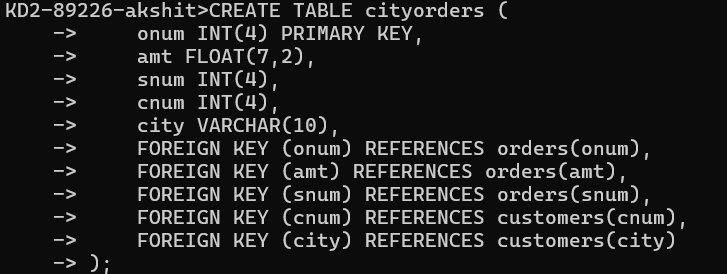 KD2-89226-akshit>CREATE TABLE cityorders (
    ->     onum INT(4) PRIMARY KEY,
    ->     amt FLOAT(7,2),
    ->     snum INT(4),
    ->     cnum INT(4),
    ->     city VARCHAR(10),
    ->     FOREIGN KEY (onum) REFERENCES orders(onum),
    ->     FOREIGN KEY (amt) REFERENCES orders(amt),
    ->     FOREIGN KEY (snum) REFERENCES orders(snum),
    ->     FOREIGN KEY (cnum) REFERENCES customers(cnum),
    ->     FOREIGN KEY (city) REFERENCES customers(city)
    -> );